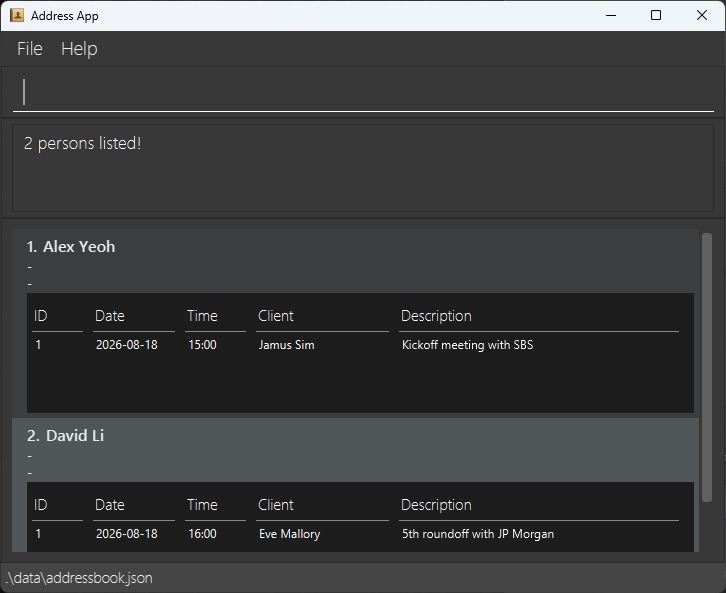 Address App
File Help
2 persons listed!
1. Alex Yeoh
-
-
ID Date Time Client Description
1 2026-08-18 15:00 Jamus Sim Kickoff meeting with SBS
2. David Li
-
-
ID Date Time Client Description
1 2026-08-18 16:00 Eve Mallory 5th roundoff with JP Morgan
.\data\addressbook.json